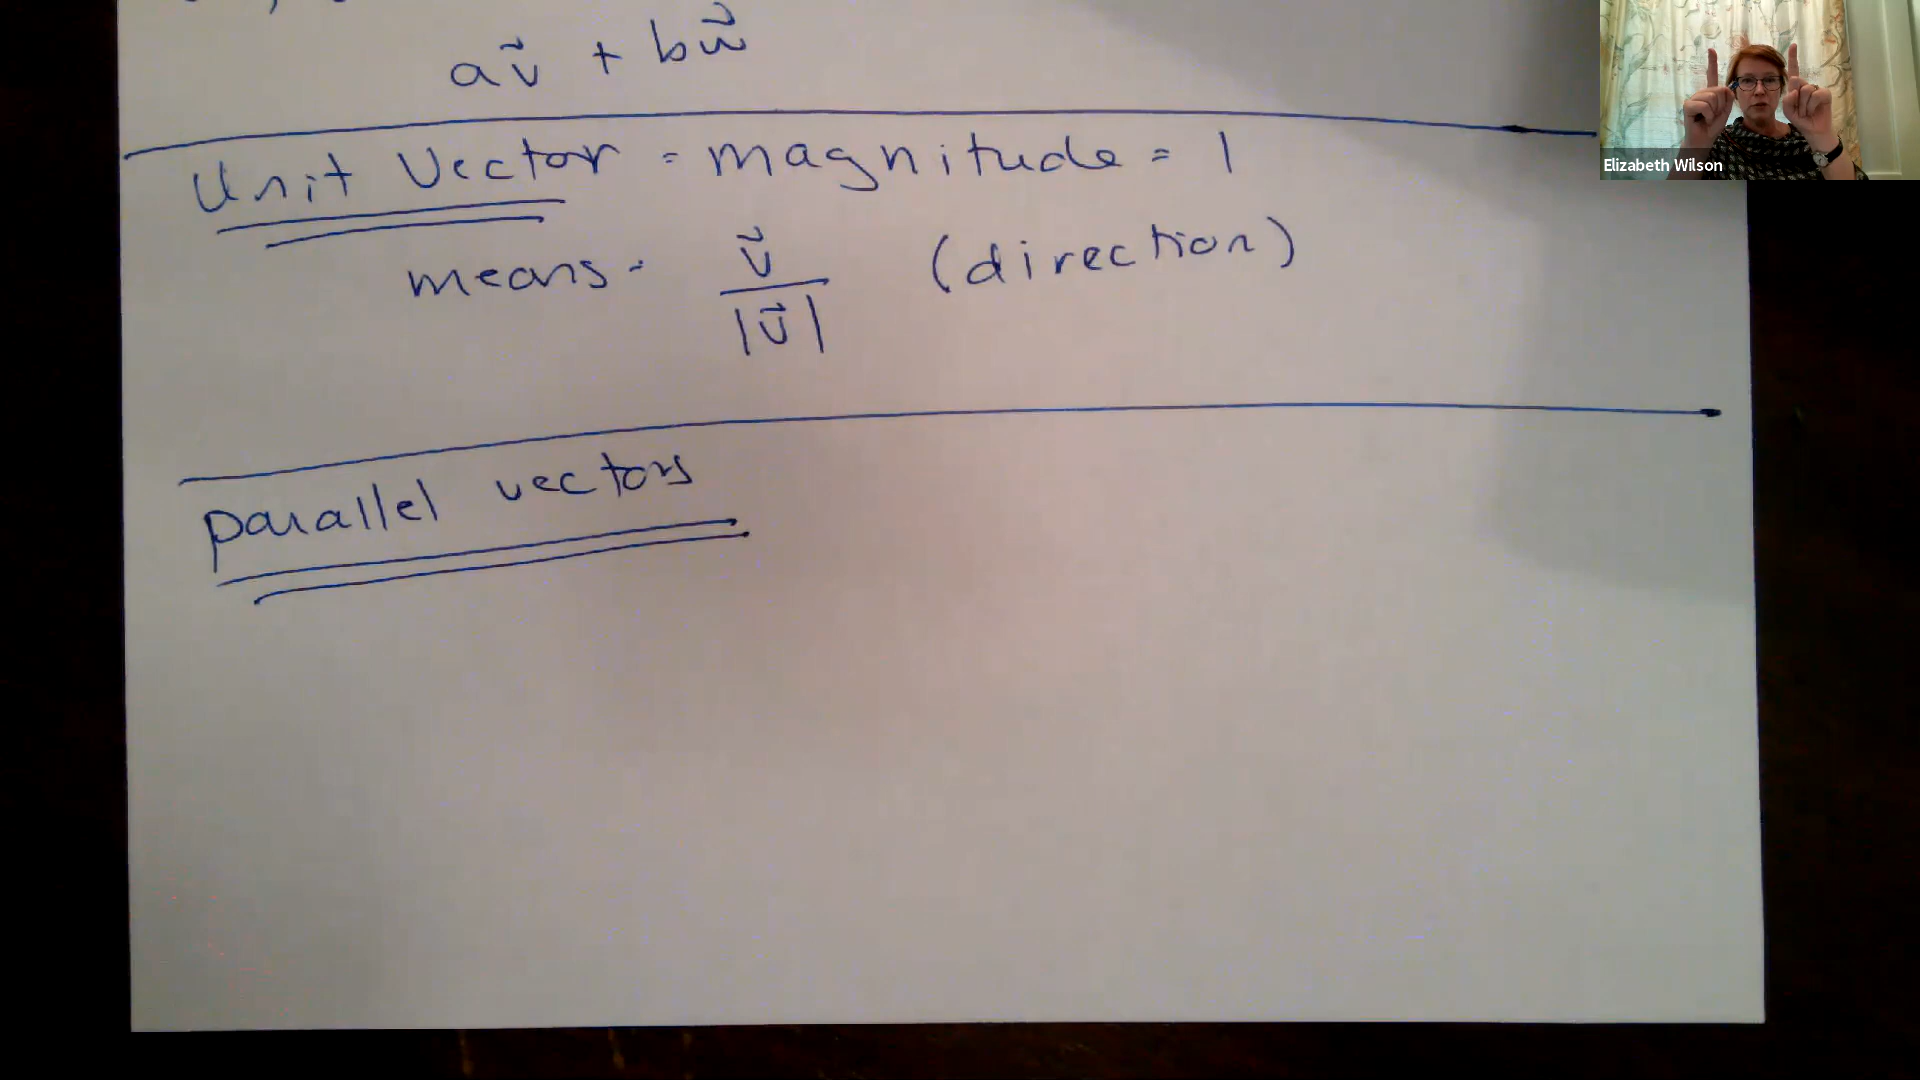 a v⃗ + b w⃗
Unit Vector = magnitude = 1
means = v⃗ / |v⃗| (direction)
parallel vectors
Elizabeth Wilson